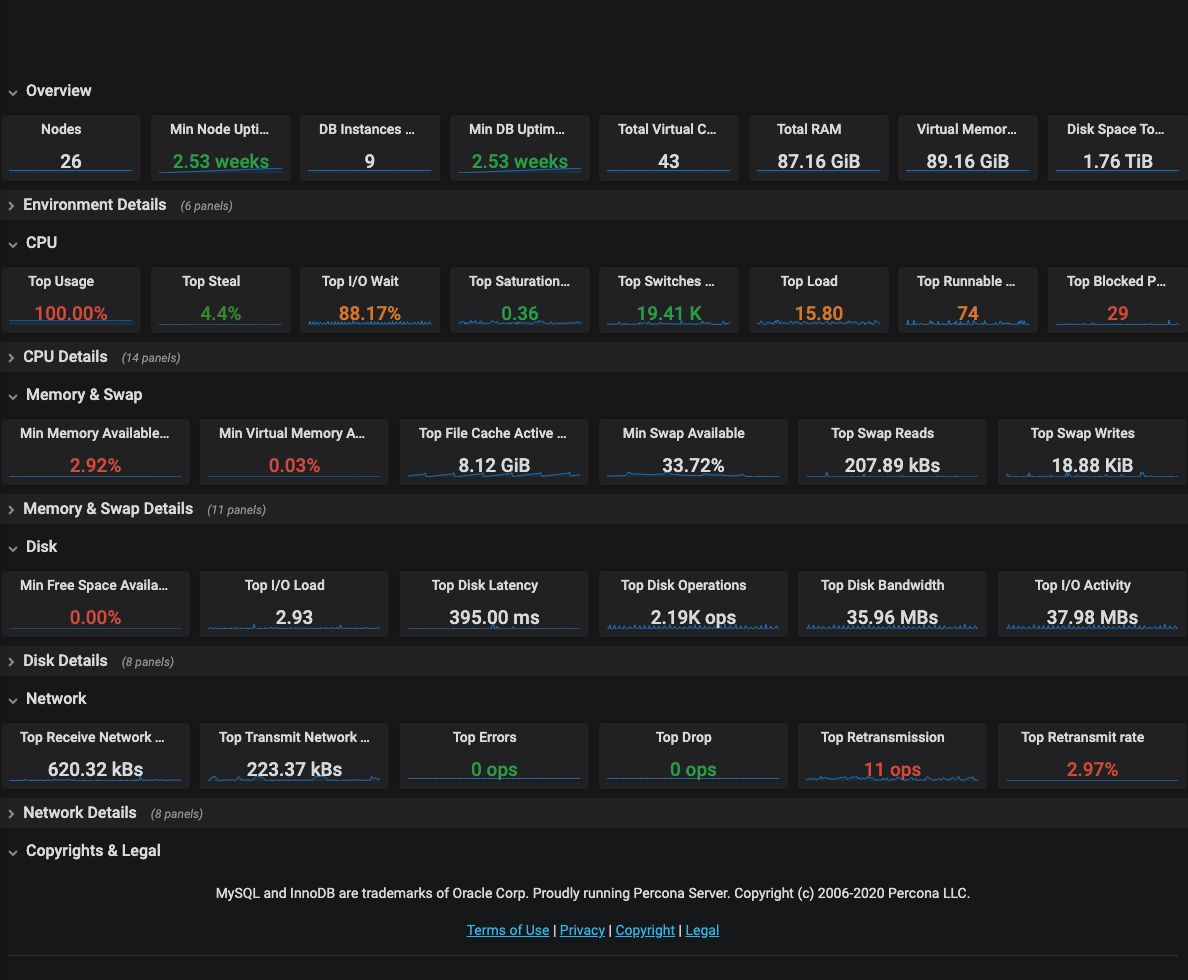 Overview
Nodes Min Node Upti... DB Instances ... Min DB Uptim... Total Virtual C... Total RAM Virtual Memor... Disk Space To...
26 2.53 weeks 9 2.53 weeks 43 87.16 GiB 89.16 GiB 1.76 TiB
Environment Details (6 panels)
CPU
Top Usage Top Steal Top I/O Wait Top Saturation... Top Switches ... Top Load Top Runnable ... Top Blocked P...
100.00% 4.4% 88.17% 0.36 19.41 K 15.80 74 29
CPU Details (14 panels)
Memory & Swap
Min Memory Available... Min Virtual Memory A... Top File Cache Active ... Min Swap Available Top Swap Reads Top Swap Writes
2.92% 0.03% 8.12 GiB 33.72% 207.89 kBs 18.88 KiB
Memory & Swap Details (11 panels)
Disk
Min Free Space Availa... Top I/O Load Top Disk Latency Top Disk Operations Top Disk Bandwidth Top I/O Activity
0.00% 2.93 395.00 ms 2.19K ops 35.96 MBs 37.98 MBs
Disk Details (8 panels)
Network
Top Receive Network ... Top Transmit Network ... Top Errors Top Drop Top Retransmission Top Retransmit rate
620.32 kBs 223.37 kBs 0 ops 0 ops 11 ops 2.97%
Network Details (8 panels)
Copyrights & Legal
MySQL and InnoDB are trademarks of Oracle Corp. Proudly running Percona Server. Copyright (c) 2006-2020 Percona LLC.
Terms of Use | Privacy | Copyright | Legal